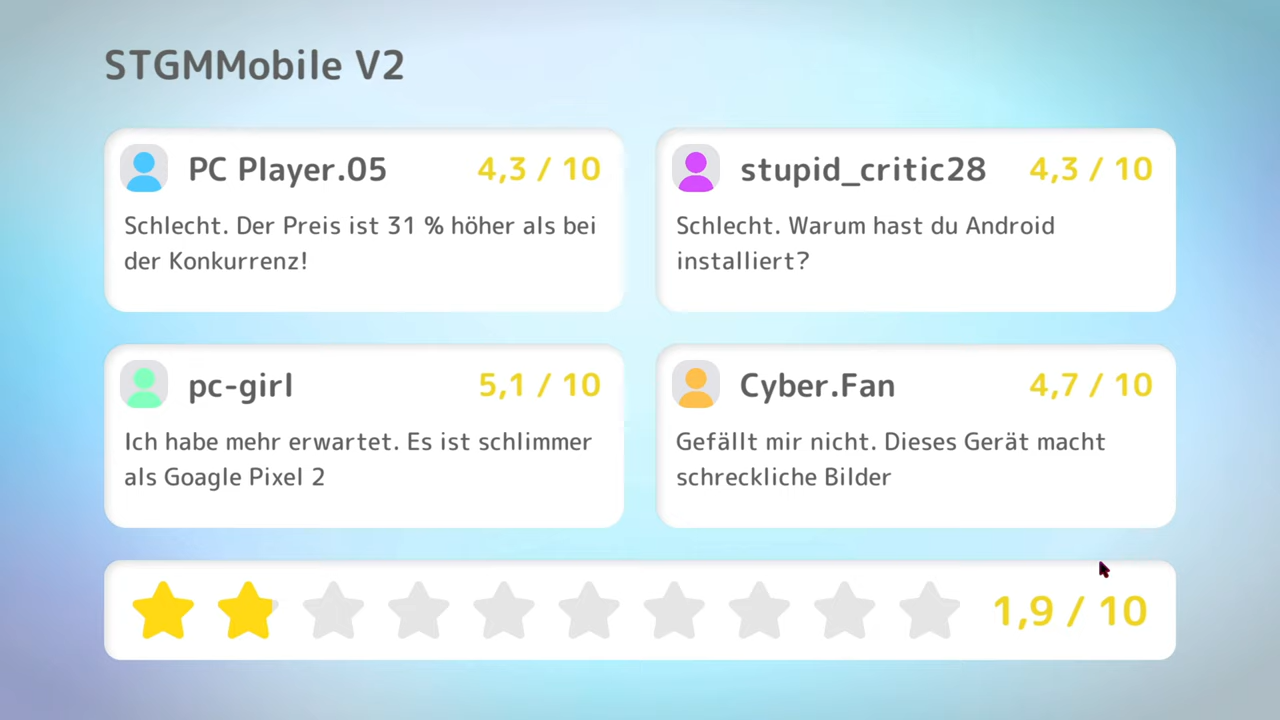 STGMMobile V2
PC Player.05 4,3 / 10
Schlecht. Der Preis ist 31 % höher als bei
der Konkurrenz!
stupid_critic28 4,3 / 10
Schlecht. Warum hast du Android
installiert?
pc-girl 5,1 / 10
Ich habe mehr erwartet. Es ist schlimmer
als Goagle Pixel 2
Cyber.Fan 4,7 / 10
Gefällt mir nicht. Dieses Gerät macht
schreckliche Bilder
1,9 / 10